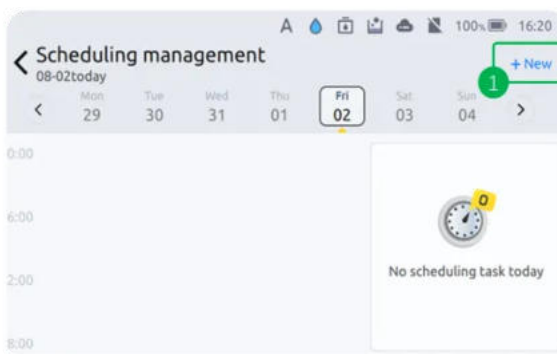 A 100% 16:20
Scheduling management
08-02today
1
+ New
Mon Tue Wed Thu Fri Sat Sun
29 30 31 01 02 03 04
0:00
0
6:00
No scheduling task today
2:00
8:00